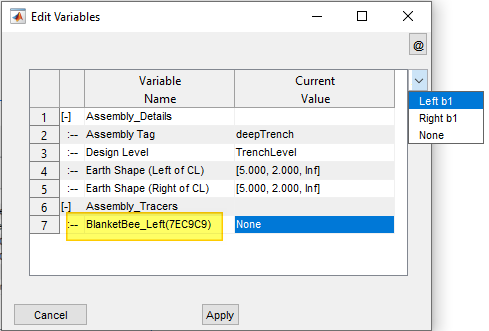 Edit Variables
@
Variable Name Current Value
1 [-] Assembly_Details
2 :-- Assembly Tag deepTrench
3 :-- Design Level TrenchLevel
4 :-- Earth Shape (Left of CL) [5.000, 2.000, Inf]
5 :-- Earth Shape (Right of CL) [5.000, 2.000, Inf]
6 [-] Assembly_Tracers
7 :-- BlanketBee_Left(7EC9C9) None
Left b1
Right b1
None
Cancel Apply